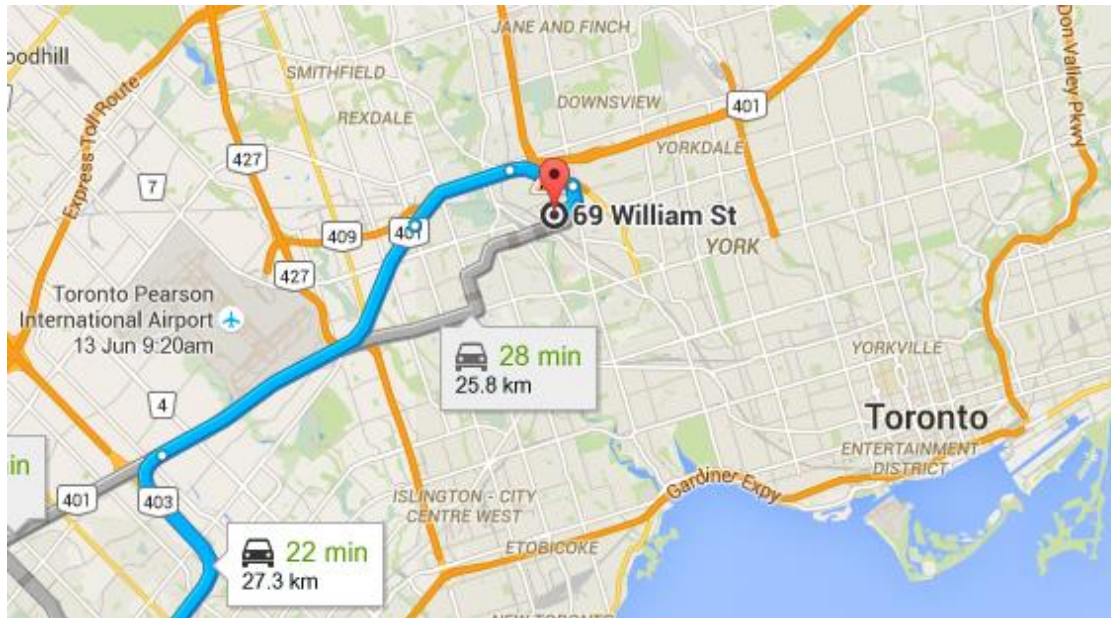 JANE AND FINCH
SMITHFIELD
REXDALE
DOWNSVIEW
401
YORKDALE
Don Valley Pkwy
Express Toll Route
427
7
409
401
427
69 William St
YORK
Toronto Pearson
International Airport
13 Jun 9:20am
28 min
25.8 km
YORKVILLE
4
Toronto
ENTERTAINMENT
DISTRICT
401
403
ISLINGTON - CITY
CENTRE WEST
Gardiner Expy
22 min
27.3 km
ETOBICOKE
NEW TORONTO